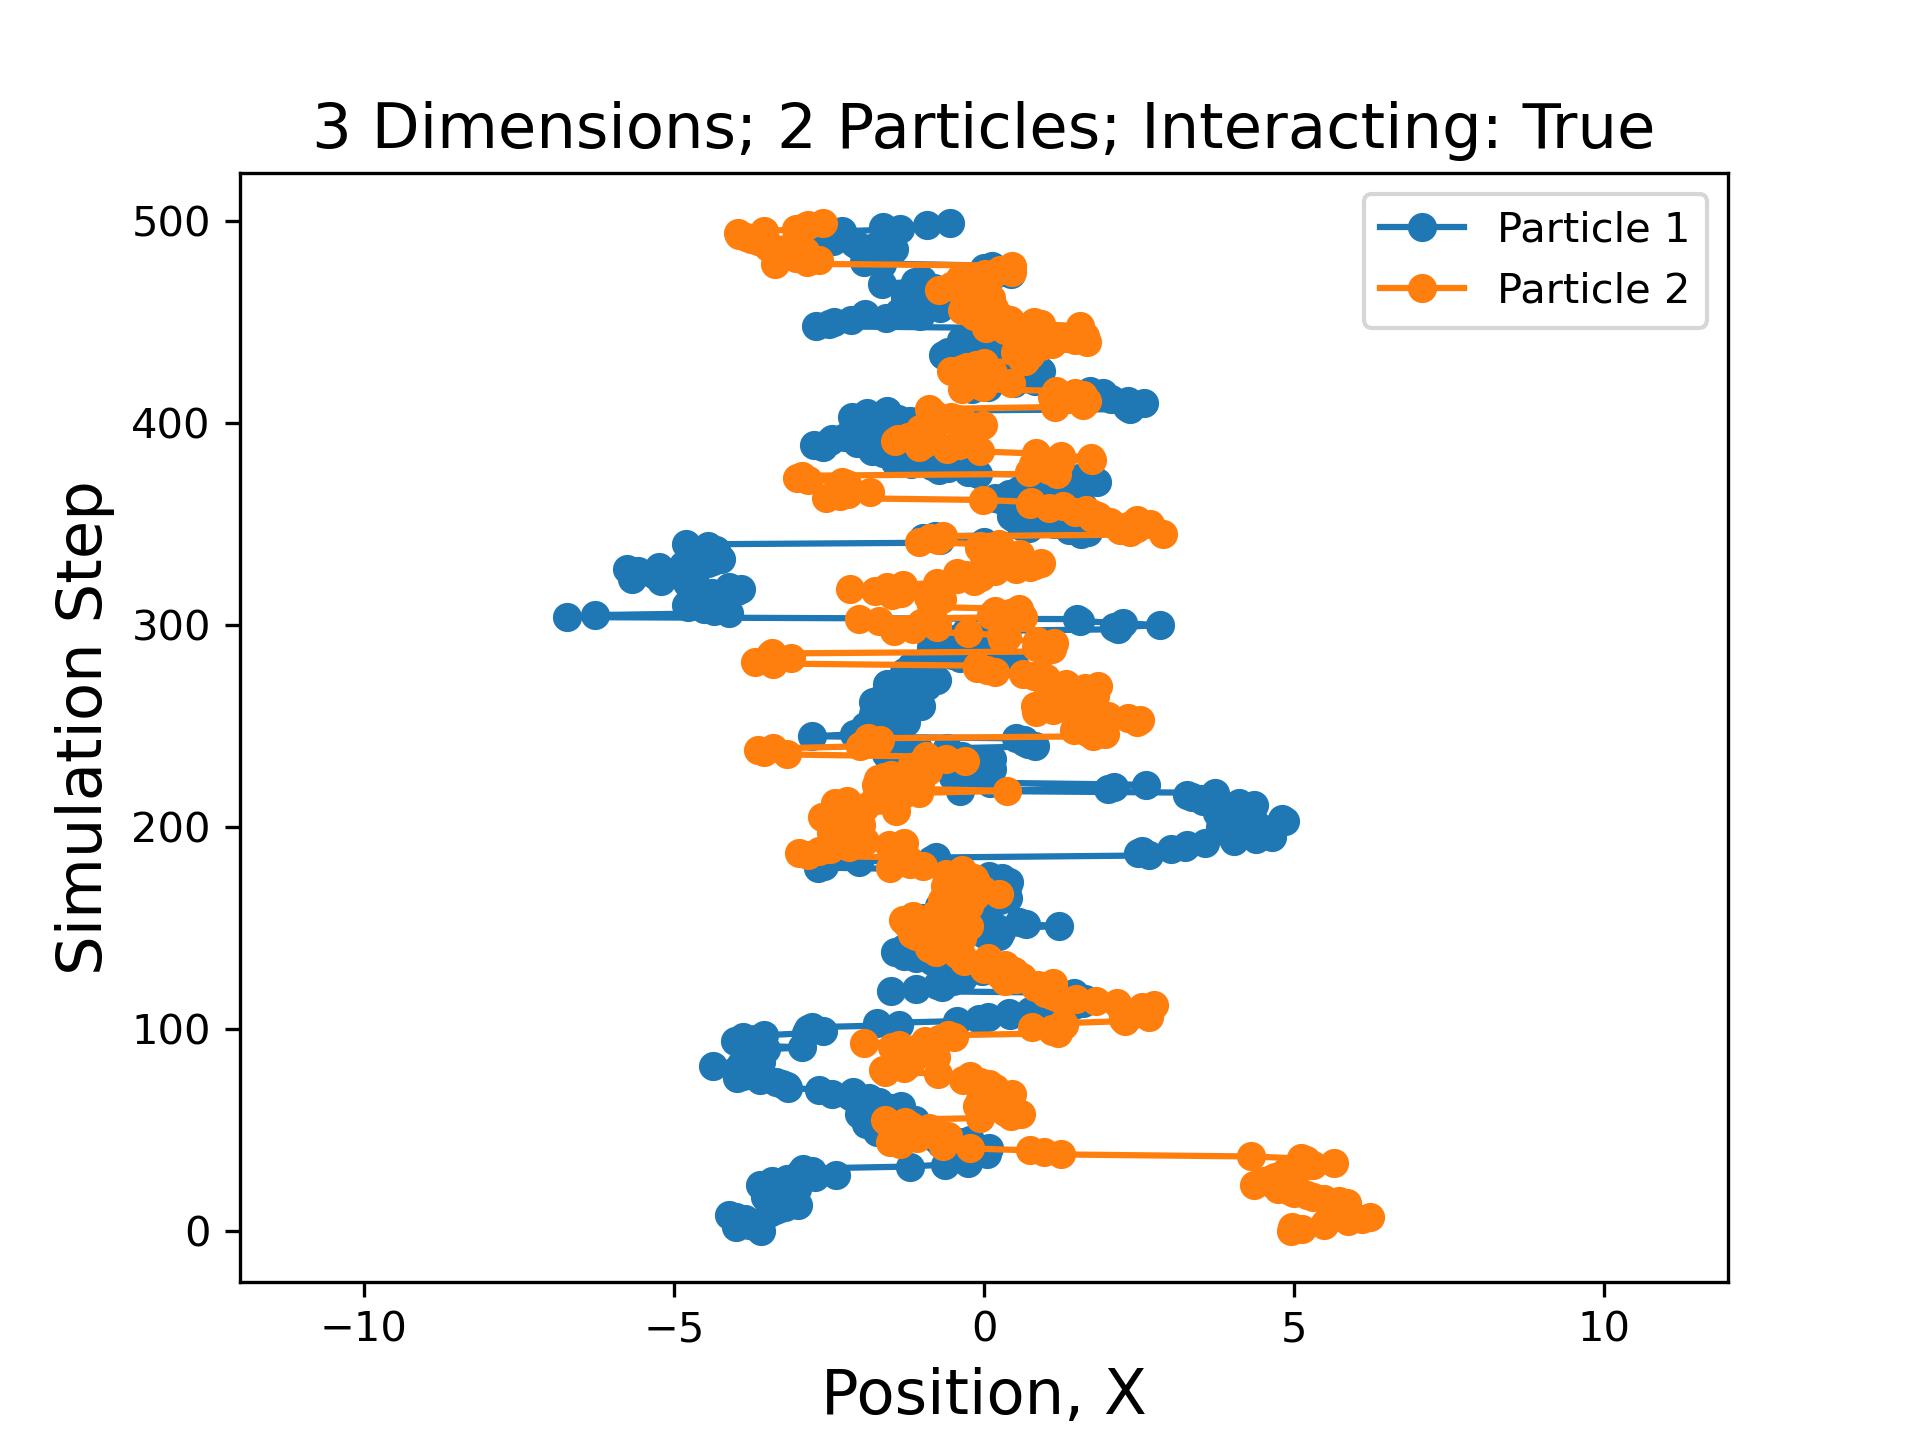 3 Dimensions; 2 Particles; Interacting: True
Particle 1
Particle 2
500
400
300
200
100
0
Simulation Step
−10
−5
0
5
10
Position, X